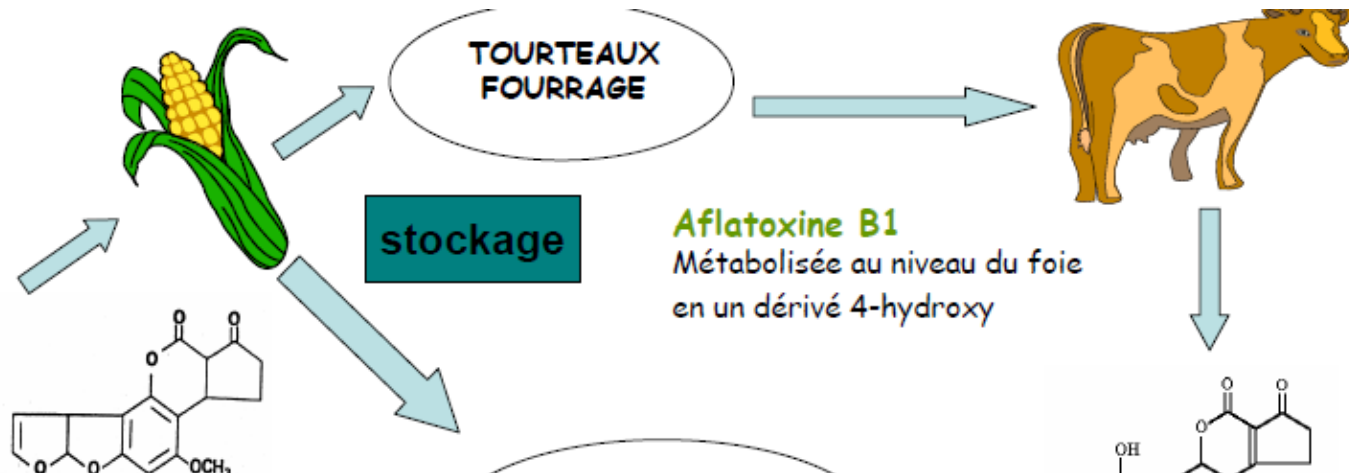 TOURTEAUX
FOURRAGE
stockage
Aflatoxine B1
Métabolisée au niveau du foie
en un dérivé 4-hydroxy
O
O
O
O
O
OCH3
O
O
O
OH